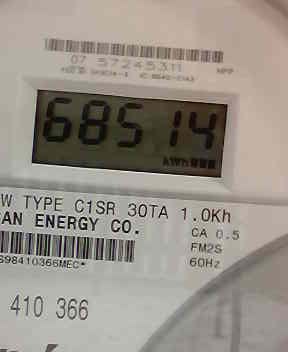 07 57245311
68514
kWh
W TYPE C1SR 30TA 1.0Kh
AN ENERGY CO.
CA 0.5
FM2S
S98410366MEC*
60Hz
410 366